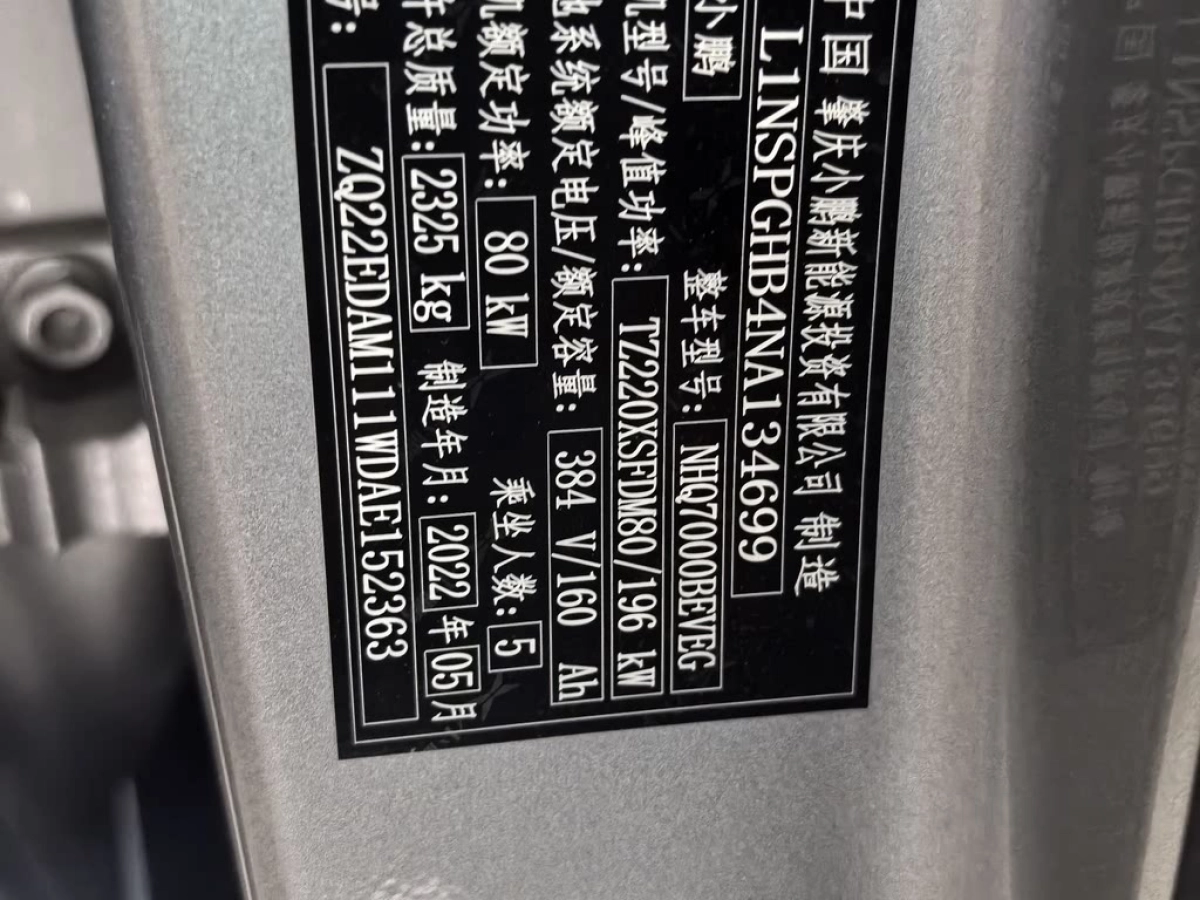 中国 肇庆小鹏新能源投资有限公司 制造
L1NSPGHB4NA134699
小鹏 整车型号: NHQ7000BEVEG
机型号/峰值功率: TZ220XSFDM80/196 kW
池系统额定电压/额定容量: 384 V/160 Ah
机额定功率: 80 kW 乘坐人数: 5
车总质量: 2325 kg 制造年月: 2022 年 05 月
号: ZQ22EDAM111WDAE152363